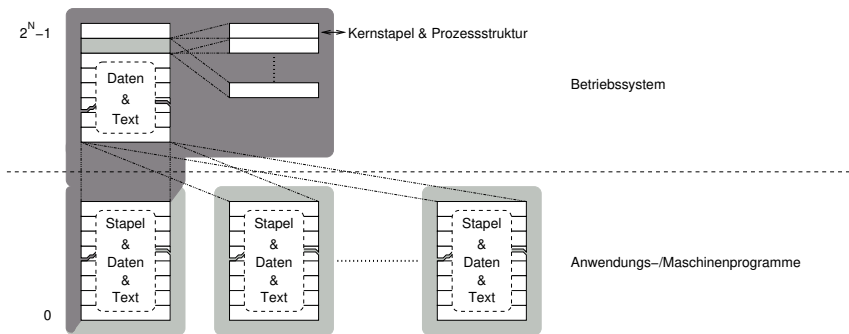 2^N−1
Kernstapel & Prozessstruktur
Daten
&
Text
Betriebssystem
Stapel
&
Daten
&
Text
Stapel
&
Daten
&
Text
Stapel
&
Daten
&
Text
Anwendungs−/Maschinenprogramme
0